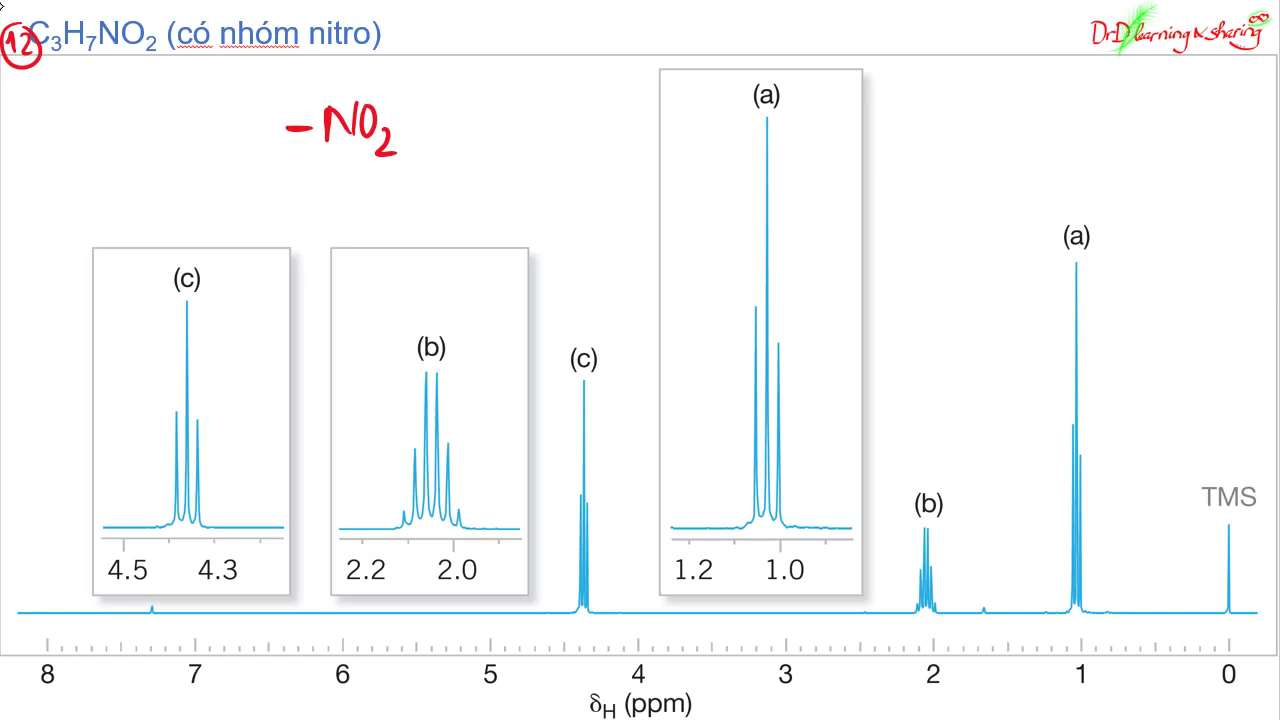 12 C₃H₇NO₂ (có nhóm nitro)
DrD learning & sharing
– NO₂
(a)
(a)
(c)
(b)
(c)
(b)
TMS
4.5 4.3
2.2 2.0
1.2 1.0
8 7 6 5 4 3 2 1 0
δH (ppm)